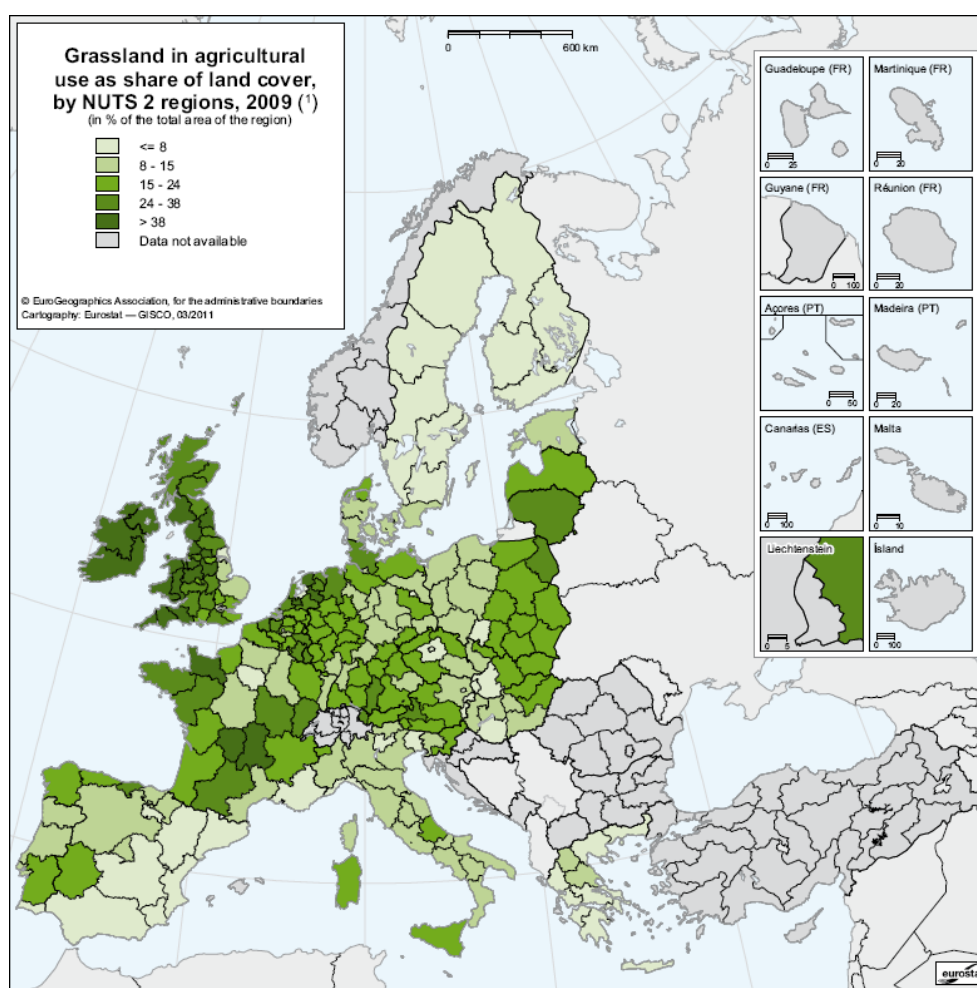 Grassland in agricultural
use as share of land cover,
by NUTS 2 regions, 2009 (¹)
(in % of the total area of the region)
<= 8
8 - 15
15 - 24
24 - 38
> 38
Data not available
© EuroGeographics Association, for the administrative boundaries
Cartography: Eurostat — GISCO, 03/2011
0 600 km
Guadeloupe (FR)
0 25
Martinique (FR)
0 20
Guyane (FR)
0 100
Réunion (FR)
0 20
Açores (PT)
0 50
Madeira (PT)
0 20
Canarias (ES)
0 100
Malta
0 10
Liechtenstein
0 5
Ísland
0 100
eurostat